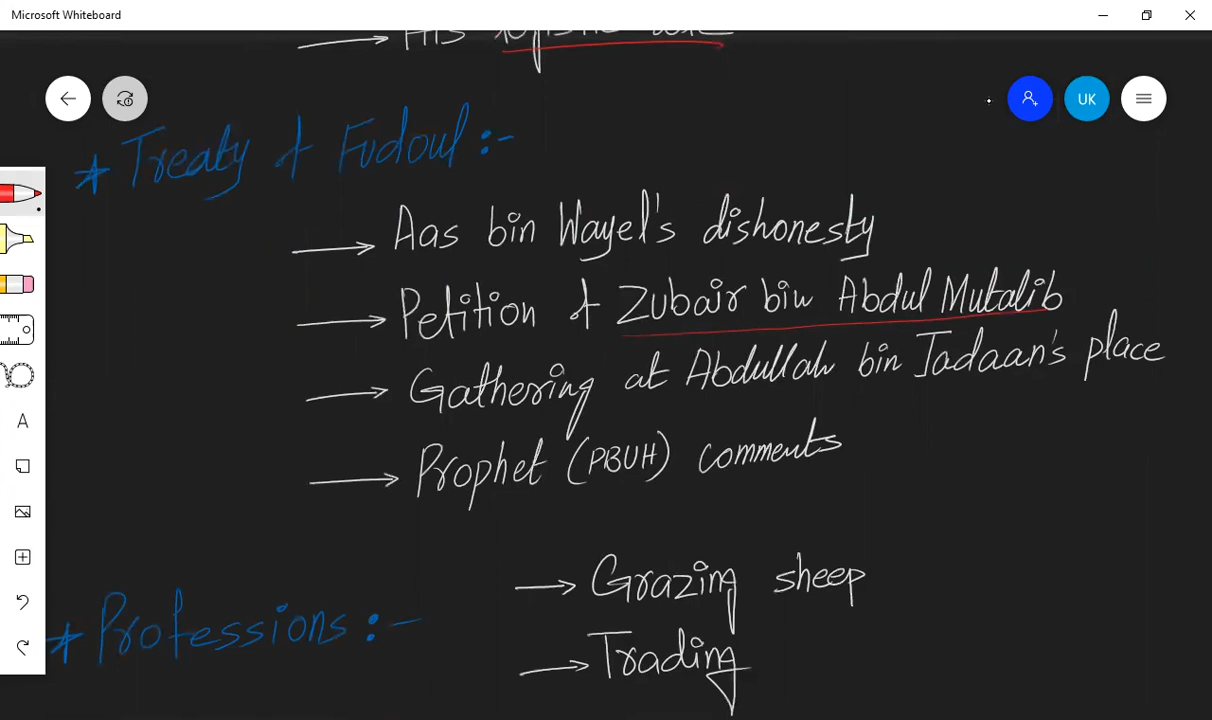 Microsoft Whiteboard
→ His
* Treaty of Fudoul :-
UK
→ Aas bin Wayel's dishonesty
→ Petition of Zubair bin Abdul Mutalib
→ Gathering at Abdullah bin Jadaan's place
→ Prophet (PBUH) comments
A
→ Grazing sheep
* Professions :-
→ Trading